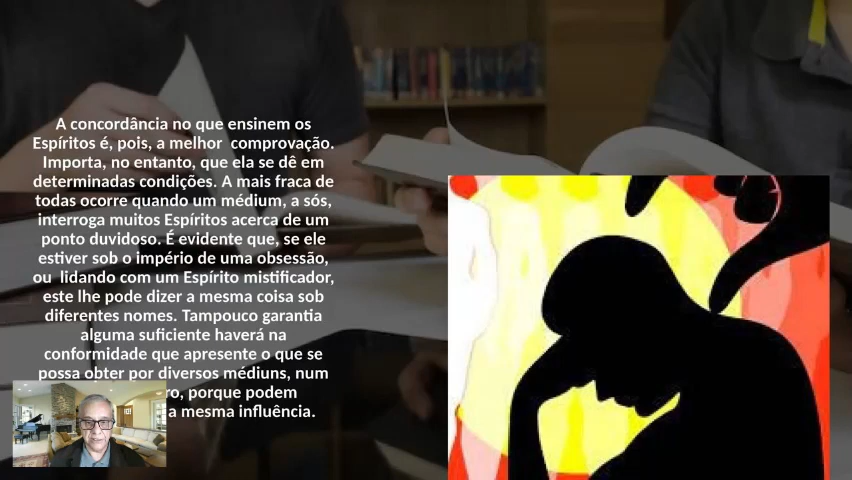 A concordância no que ensinem os
Espíritos é, pois, a melhor  comprovação.
Importa, no entanto, que ela se dê em
determinadas condições. A mais fraca de
todas ocorre quando um médium, a sós,
interroga muitos Espíritos acerca de um
ponto duvidoso. É evidente que, se ele
estiver sob o império de uma obsessão,
ou  lidando com um Espírito mistificador,
este lhe pode dizer a mesma coisa sob
diferentes nomes. Tampouco garantia
alguma suficiente haverá na
conformidade que apresente o que se
possa obter por diversos médiuns, num
porque podem
a mesma influência.